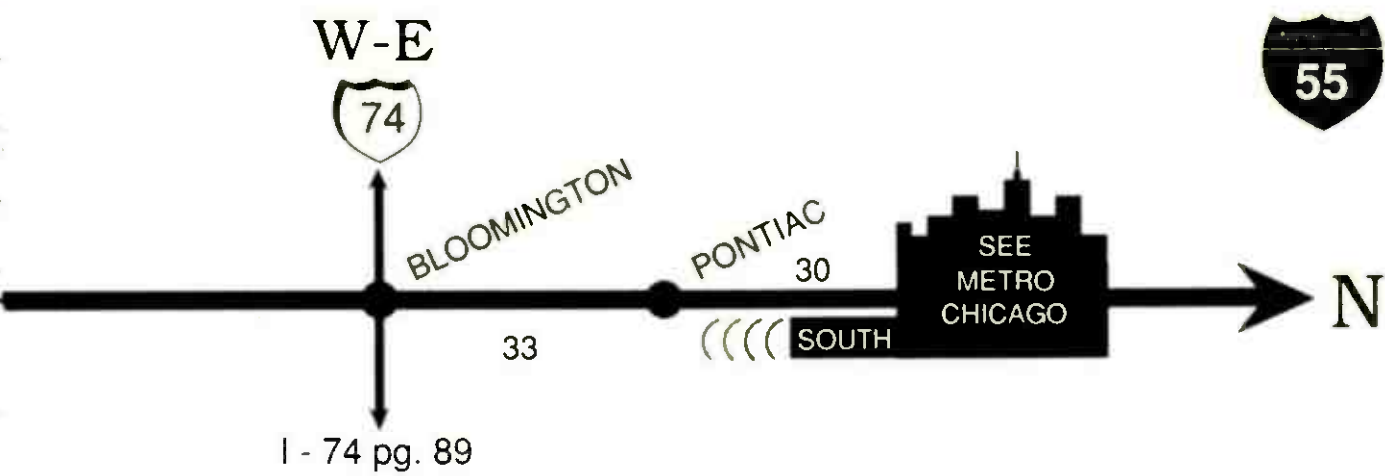 W-E
74
55
BLOOMINGTON
PONTIAC
30
SEE
METRO
CHICAGO
N
33
((((
SOUTH
I - 74 pg. 89